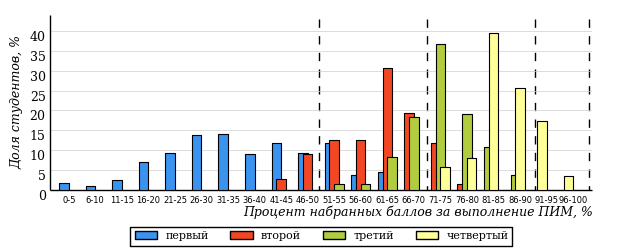 Доля студентов, %
40
35
30
25
20
15
10
5
0
0-5 6-10 11-15 16-20 21-25 26-30 31-35 36-40 41-45 46-50 51-55 56-60 61-65 66-70 71-75 76-80 81-85 86-90 91-95 96-100
Процент набранных баллов за выполнение ПИМ, %
первый второй третий четвертый